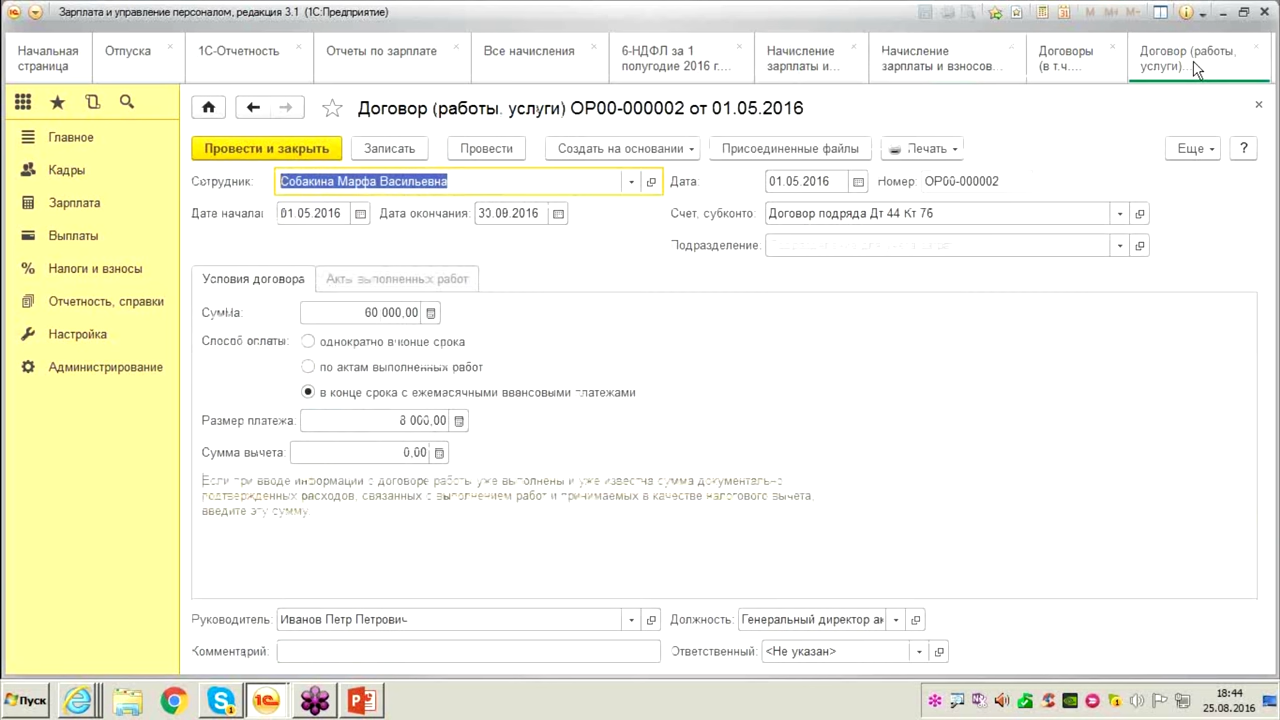 Зарплата и управление персоналом, редакция 3.1 (1С:Предприятие)
M M+ M-
Начальная страница
Отпуска
1С-Отчетность
Отчеты по зарплате
Все начисления
6-НДФЛ за 1 полугодие 2016 г....
Начисление зарплаты и...
Начисление зарплаты и взносов...
Договоры (в т.ч....
Договор (работы, услуги)...
Главное
Кадры
Зарплата
Выплаты
Налоги и взносы
Отчетность, справки
Настройка
Администрирование
Договор (работы, услуги) ОР00-000002 от 01.05.2016
Провести и закрыть
Записать
Провести
Создать на основании
Присоединенные файлы
Печать
Еще
?
Сотрудник: Собакина Марфа Васильевна
Дата: 01.05.2016 Номер: ОР00-000002
Дата начала: 01.05.2016 Дата окончания: 30.09.2016
Счет, субконто: Договор подряда Дт 44 Кт 76
Подразделение:
Условия договора
Акты выполненных работ
Сумма: 60 000,00
Способ оплаты: однократно в конце срока
по актам выполненных работ
в конце срока с ежемесячными авансовыми платежами
Размер платежа: 8 000,00
Сумма вычета: 0,00
Если при вводе информации о договоре работы уже выполнены и уже известна сумма документально
подтвержденных расходов, связанных с выполнением работ и принимаемых в качестве налогового вычета,
введите эту сумму.
Руководитель: Иванов Петр Петрович
Должность: Генеральный директор ак
Комментарий:
Ответственный: <Не указан>
Пуск
18:44
25.08.2016